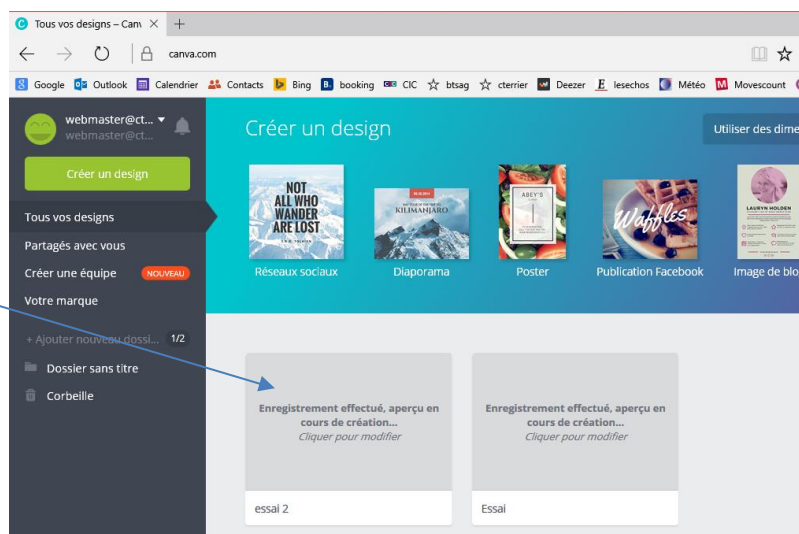 Tous vos designs – Can
canva.com
Google Outlook Calendrier Contacts Bing booking CIC btsag cterrier Deezer lesechos Météo Movescount
webmaster@ct...
webmaster@ct...
Créer un design
Tous vos designs
Partagés avec vous
Créer une équipe NOUVEAU
Votre marque
+ Ajouter nouveau dossi... 1/2
Dossier sans titre
Corbeille
Créer un design
Utiliser des dime
NOT
ALL WHO
WANDER
ARE LOST
KILIMANJARO
ABEY'S
Waffles
LAURYN HOLDEN
Réseaux sociaux Diaporama Poster Publication Facebook Image de blo
Enregistrement effectué, aperçu en
cours de création...
Cliquer pour modifier
essai 2
Enregistrement effectué, aperçu en
cours de création...
Cliquer pour modifier
Essai